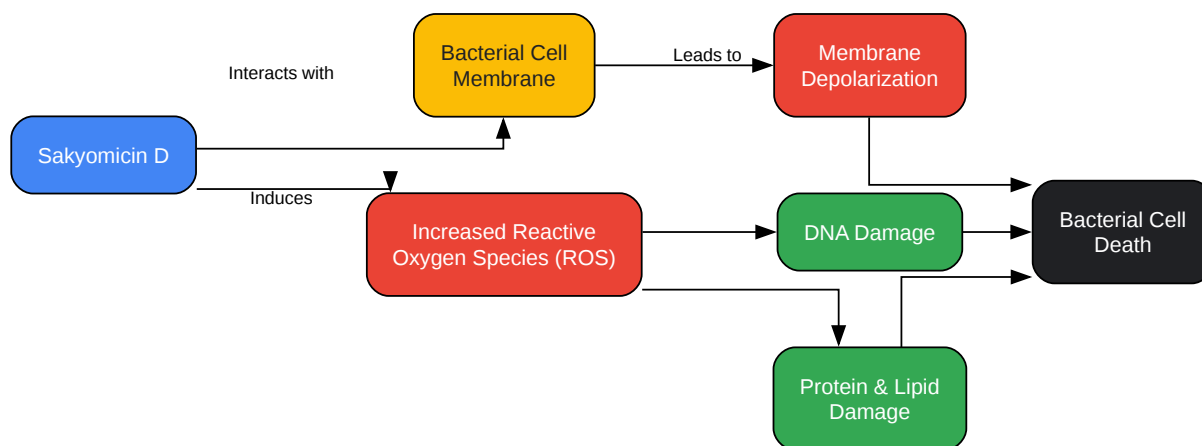 Bacterial Cell
Membrane
Leads to
Membrane
Depolarization
Interacts with
Sakyomicin D
Induces
Increased Reactive
Oxygen Species (ROS)
DNA Damage
Bacterial Cell
Death
Protein & Lipid
Damage